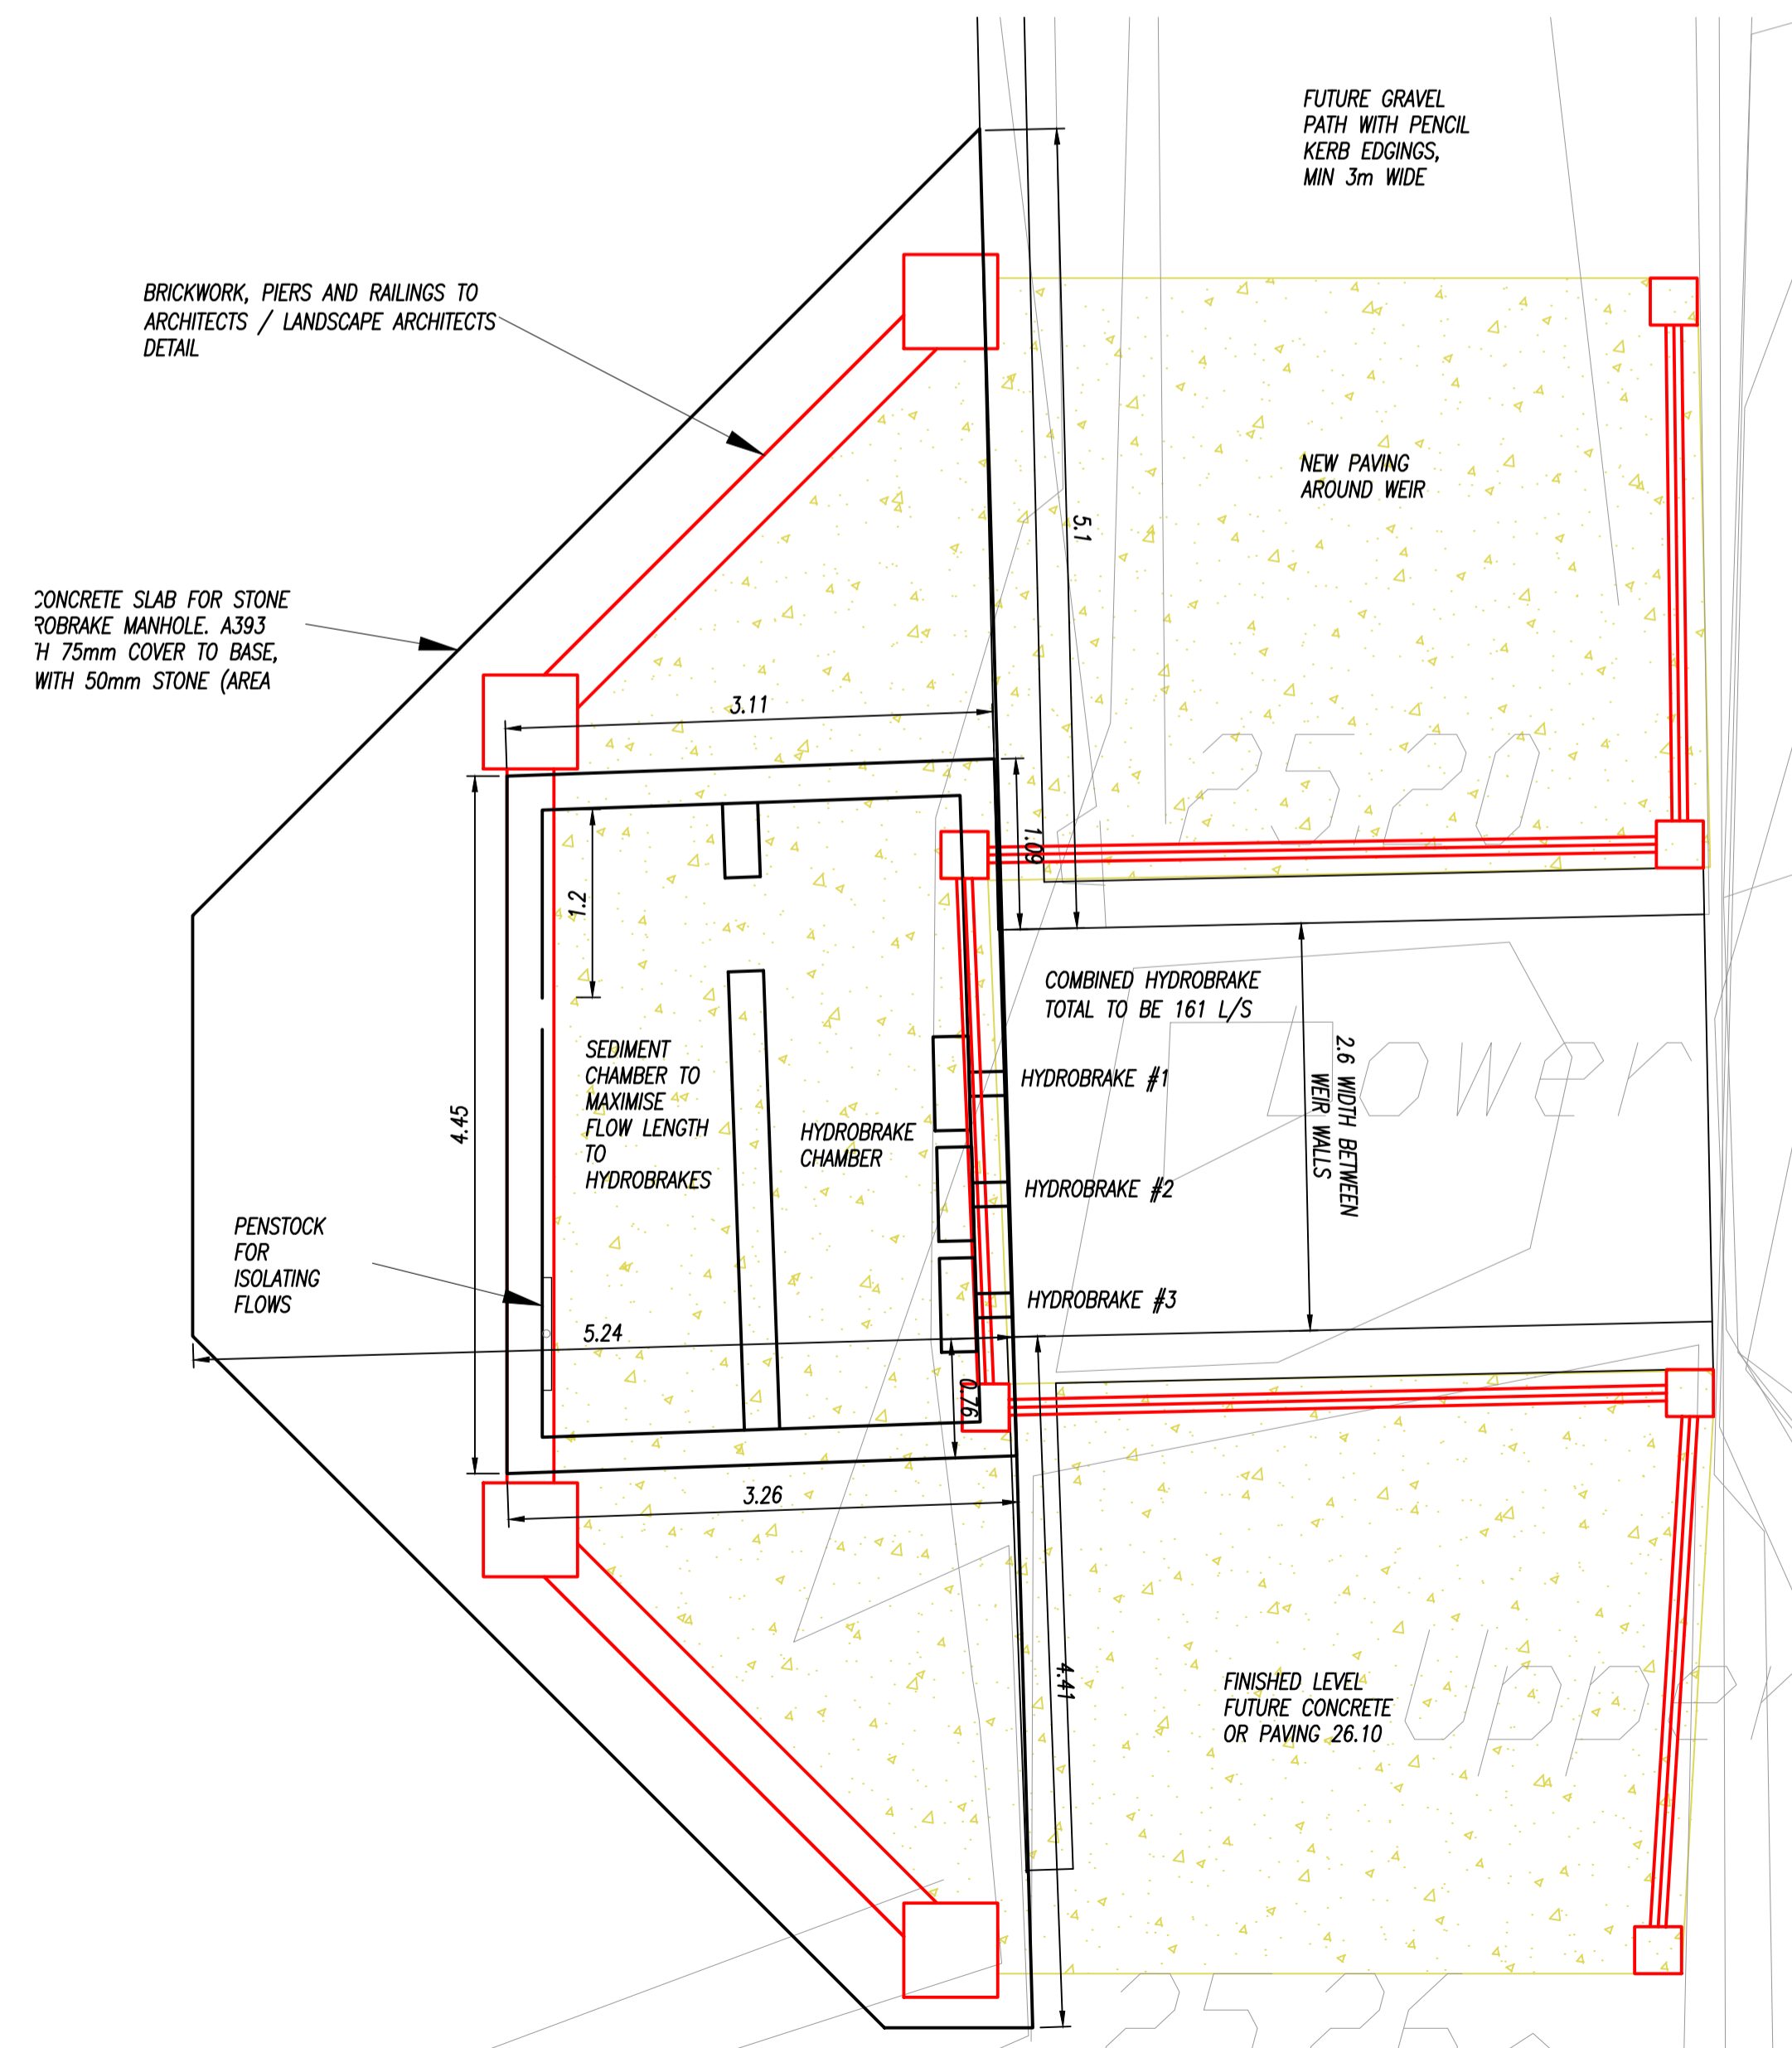 FUTURE GRAVEL
PATH WITH PENCIL
KERB EDGINGS,
MIN 3m WIDE
BRICKWORK, PIERS AND RAILINGS TO
ARCHITECTS / LANDSCAPE ARCHITECTS
DETAIL
NEW PAVING
AROUND WEIR
5.1
CONCRETE SLAB FOR STONE
ROBRAKE MANHOLE. A393
TH 75mm COVER TO BASE,
WITH 50mm STONE (AREA
3.11
2520
1.09
1.2
COMBINED HYDROBRAKE
TOTAL TO BE 161 L/S
Lower
2.6 WIDTH BETWEEN
WEIR WALLS
SEDIMENT
CHAMBER TO
MAXIMISE
FLOW LENGTH
TO
HYDROBRAKES
HYDROBRAKE #1
4.45
HYDROBRAKE
CHAMBER
HYDROBRAKE #2
PENSTOCK
FOR
ISOLATING
FLOWS
HYDROBRAKE #3
5.24
0.76
3.26
4.41
FINISHED LEVEL
FUTURE CONCRETE
OR PAVING 26.10
Upper